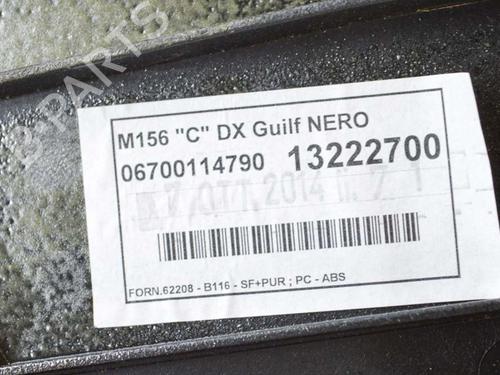 PARTS
M156 "C" DX Guilf NERO
06700114790 13222700
7 OTT. 2014
FORN.62208 - B116 - SF+PUR ; PC - ABS